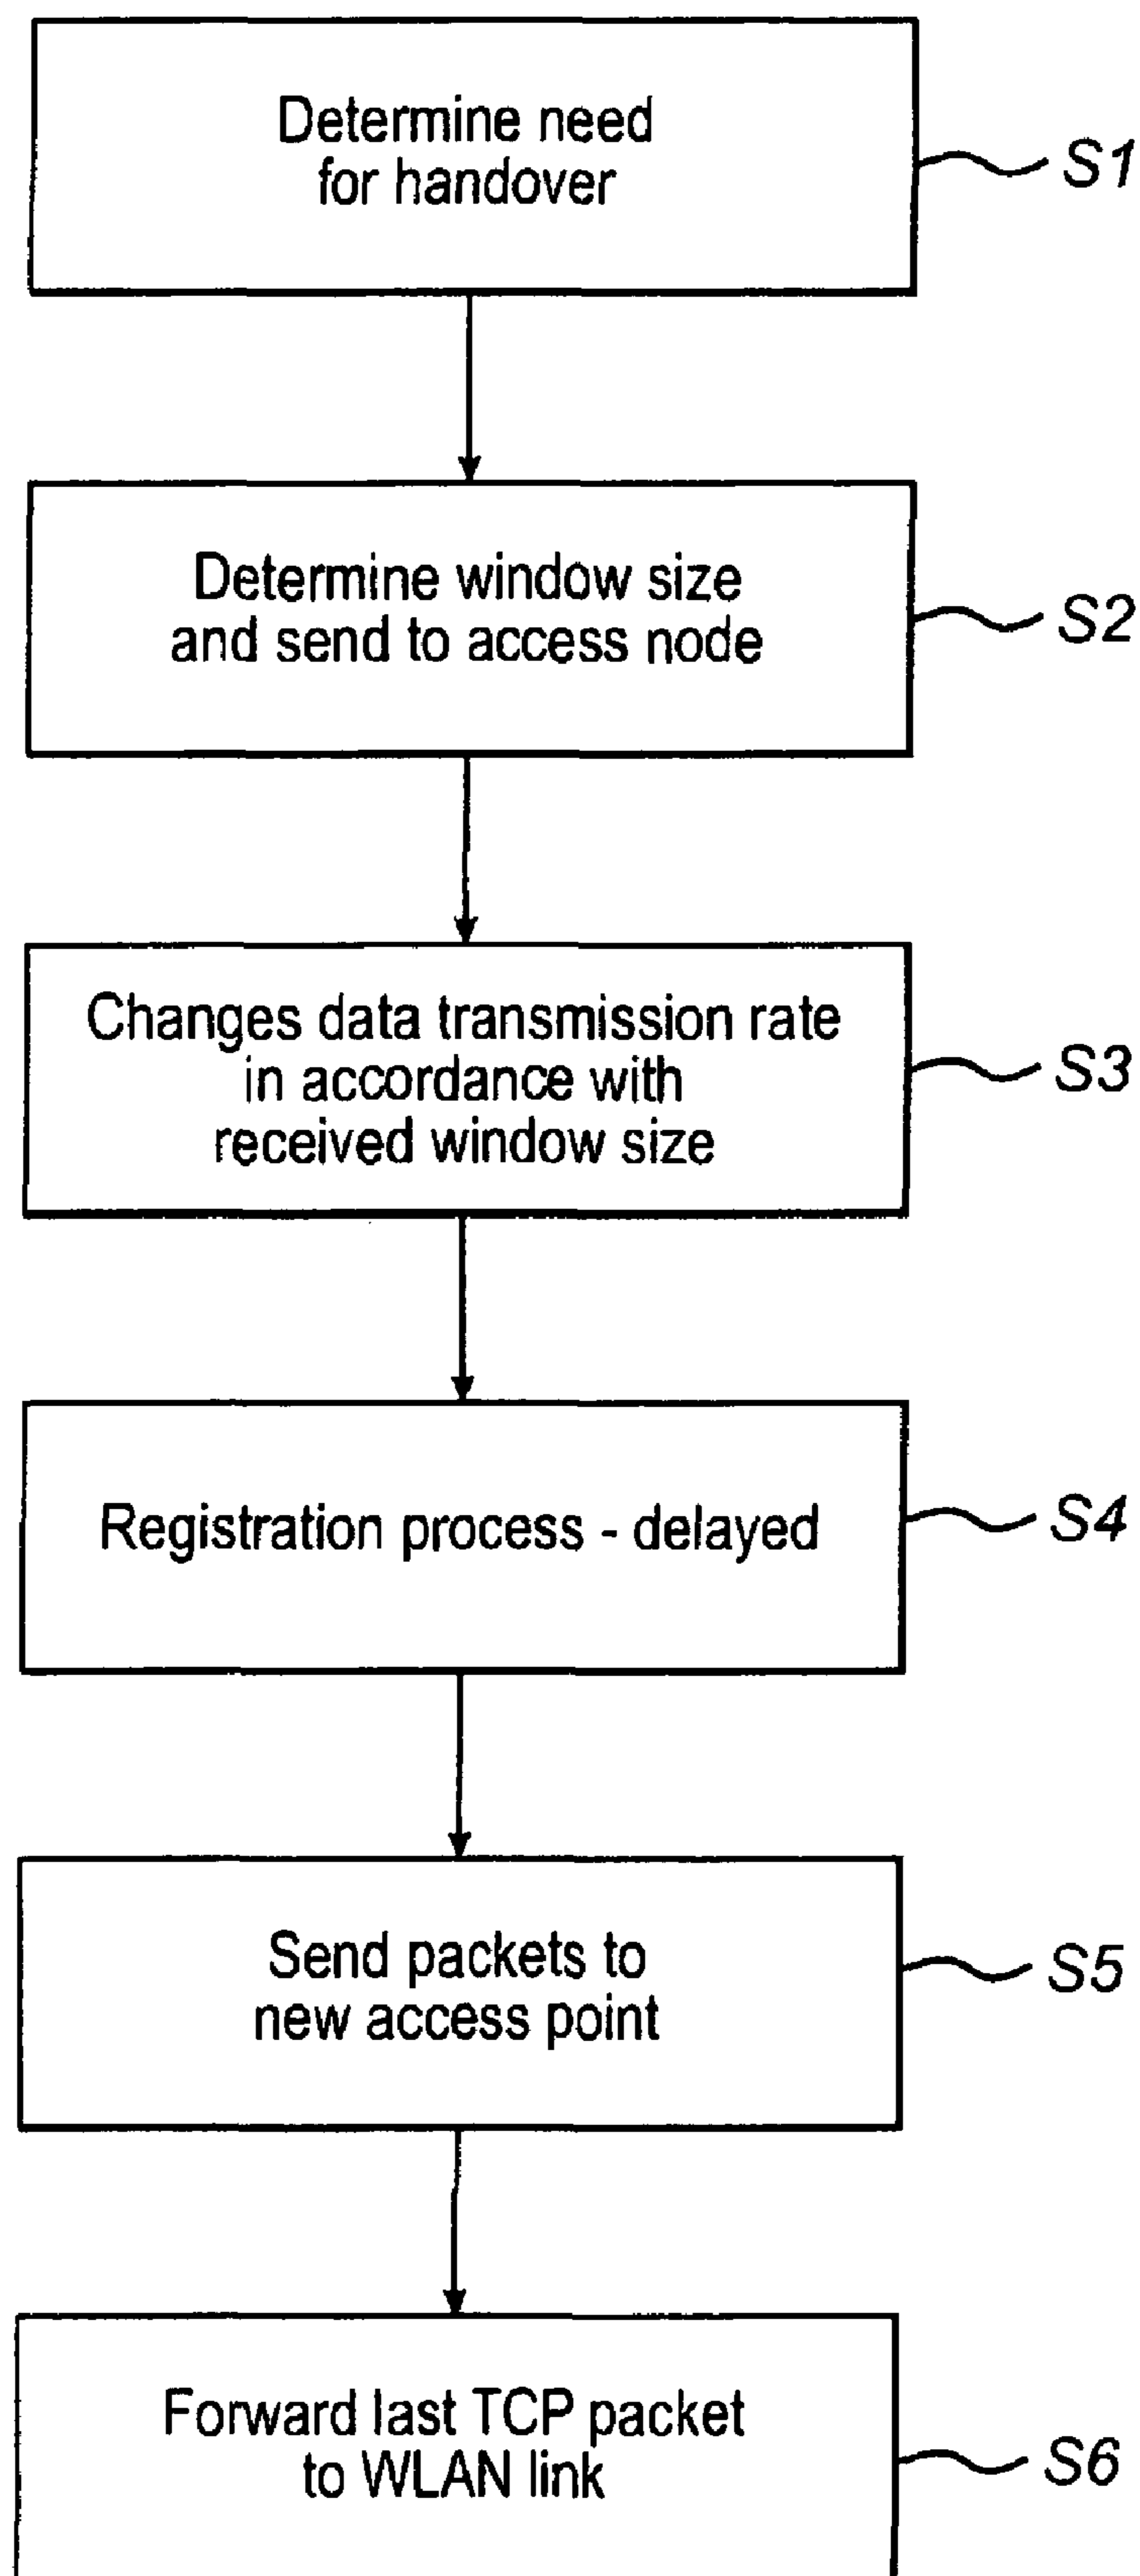 Determine need
for handover
S1
Determine window size
and send to access node
S2
Changes data transmission rate
in accordance with
received window size
S3
Registration process - delayed
S4
Send packets to
new access point
S5
Forward last TCP packet
to WLAN link
S6